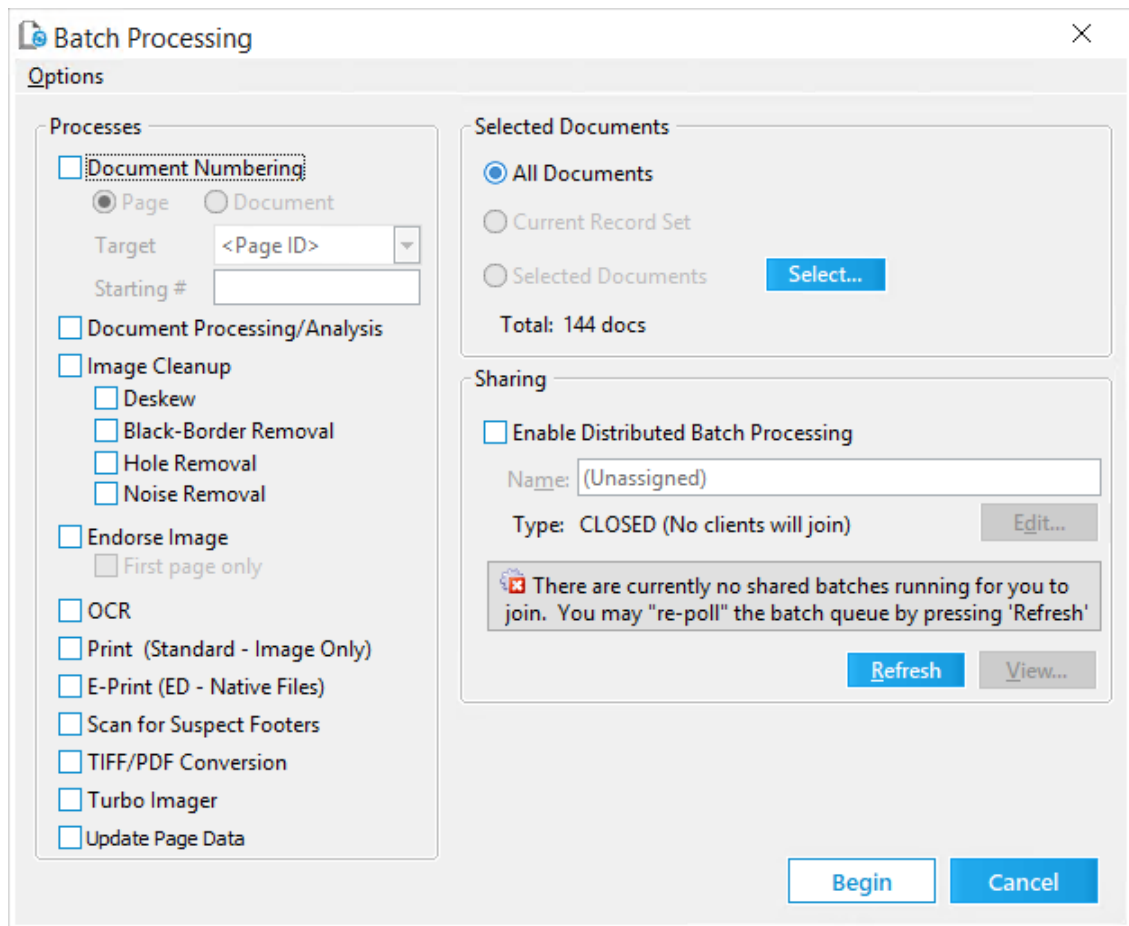 Batch Processing
Options
Processes
Document Numbering
Page Document
Target <Page ID>
Starting #
Document Processing/Analysis
Image Cleanup
Deskew
Black-Border Removal
Hole Removal
Noise Removal
Endorse Image
First page only
OCR
Print (Standard - Image Only)
E-Print (ED - Native Files)
Scan for Suspect Footers
TIFF/PDF Conversion
Turbo Imager
Update Page Data
Selected Documents
All Documents
Current Record Set
Selected Documents Select...
Total: 144 docs
Sharing
Enable Distributed Batch Processing
Name: (Unassigned)
Type: CLOSED (No clients will join) Edit...
There are currently no shared batches running for you to
join. You may "re-poll" the batch queue by pressing 'Refresh'
Refresh View...
Begin Cancel